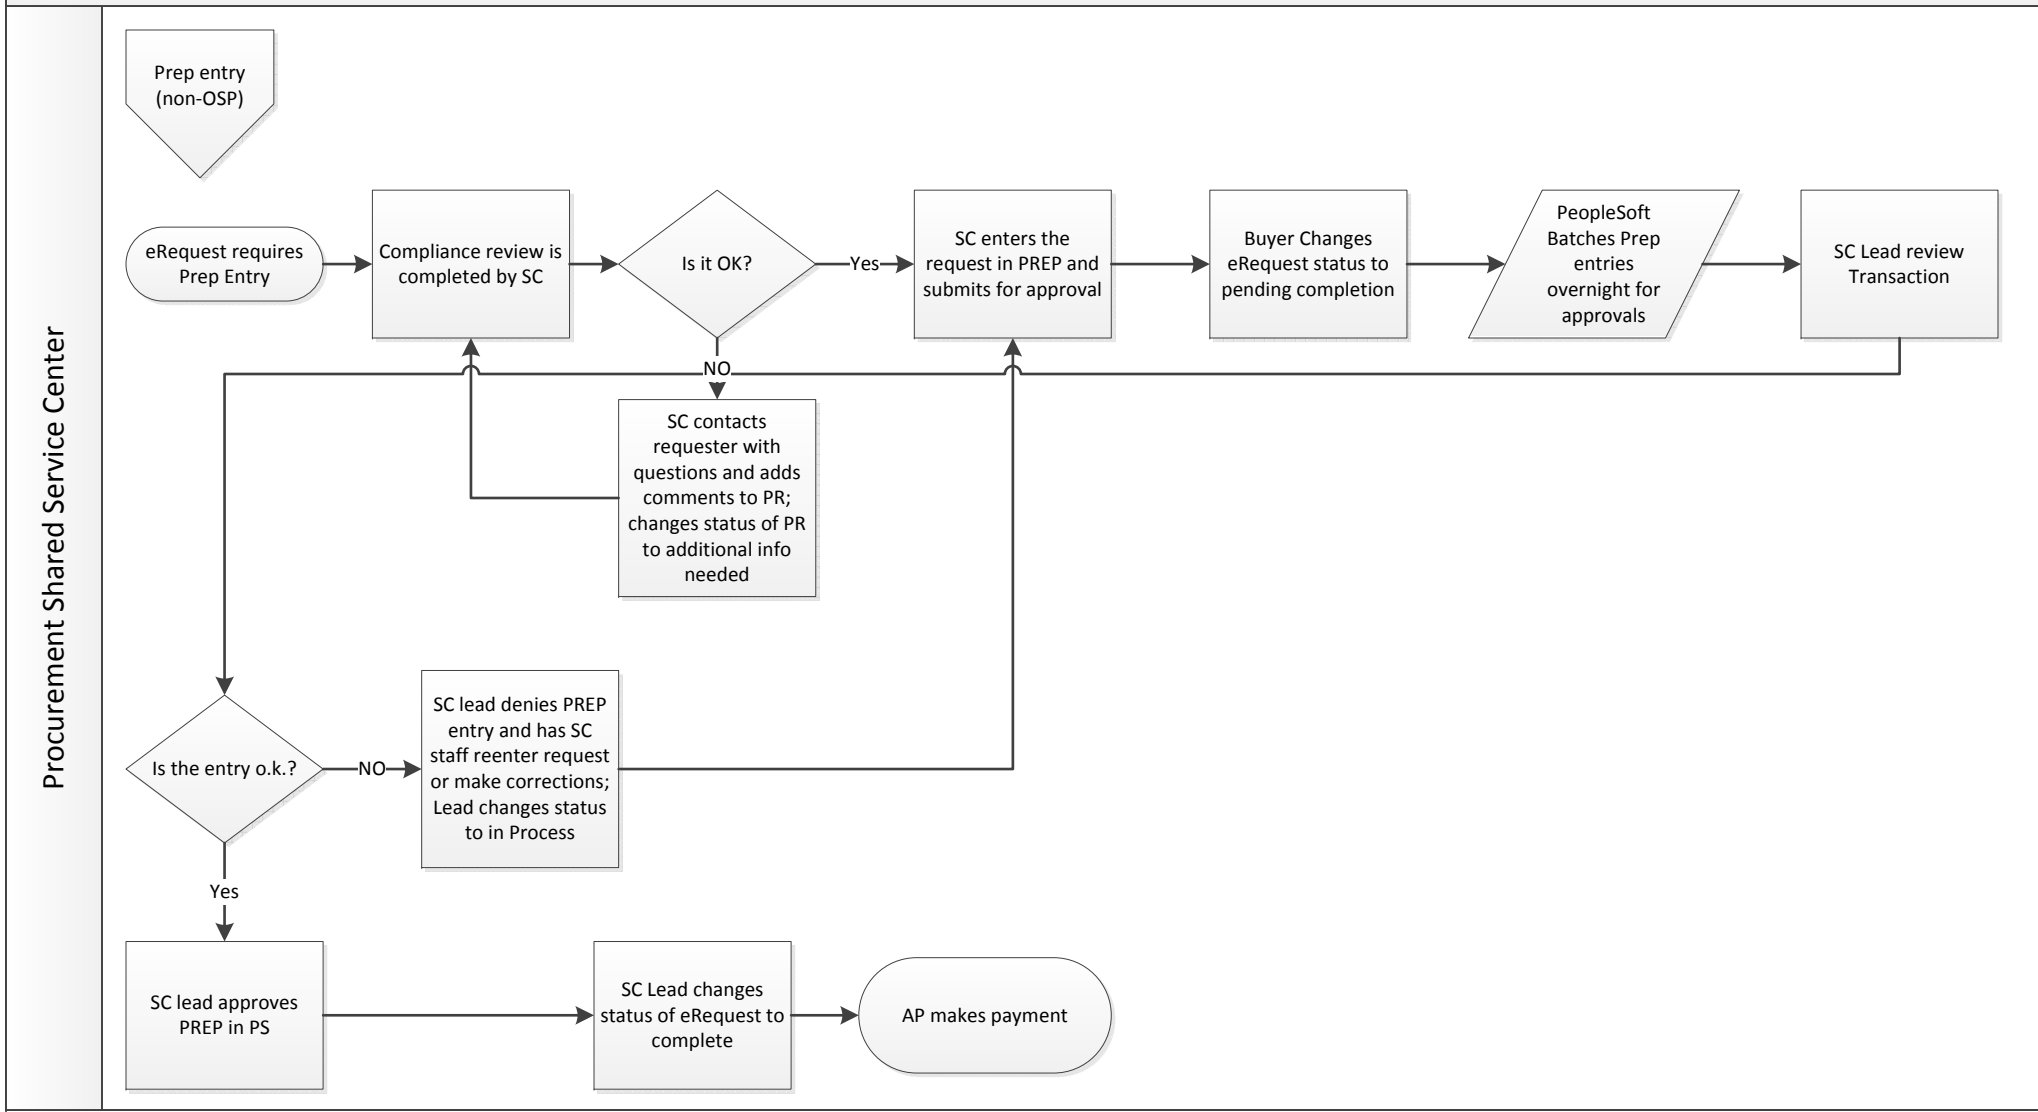 Procurement Shared Service Center
Prep entry
(non-OSP)
eRequest requires
Prep Entry
Compliance review is
completed by SC
Is it OK?
Yes
SC enters the
request in PREP and
submits for approval
Buyer Changes
eRequest status to
pending completion
PeopleSoft
Batches Prep
entries
overnight for
approvals
SC Lead review
Transaction
NO
SC contacts
requester with
questions and adds
comments to PR;
changes status of PR
to additional info
needed
Is the entry o.k.?
NO
SC lead denies PREP
entry and has SC
staff reenter request
or make corrections;
Lead changes status
to in Process
Yes
SC lead approves
PREP in PS
SC Lead changes
status of eRequest to
complete
AP makes payment